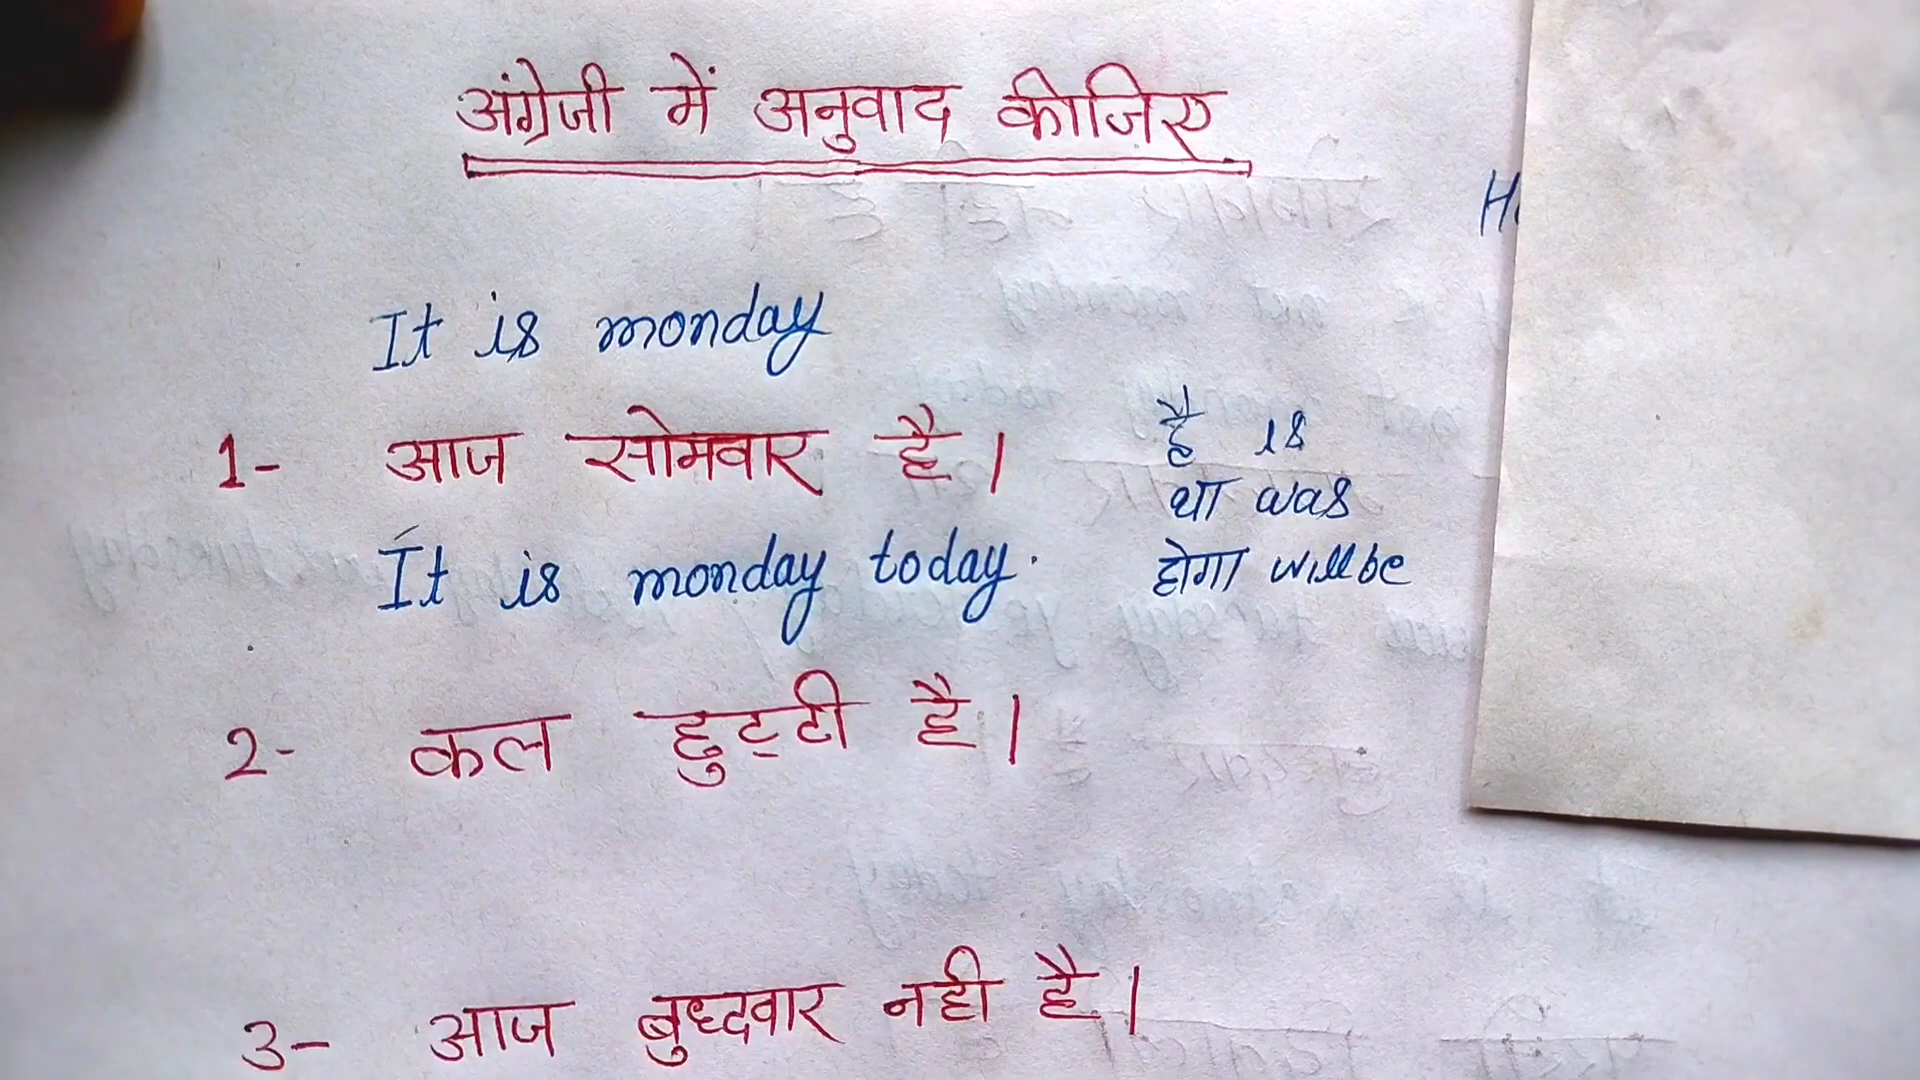 अंग्रेजी में अनुवाद कीजिए
It is monday
1- आज सोमवार है।
It is monday today.
है is
था was
होगा will be
2- कल छुट्टी है।
3- आज बुध्दवार नही है।